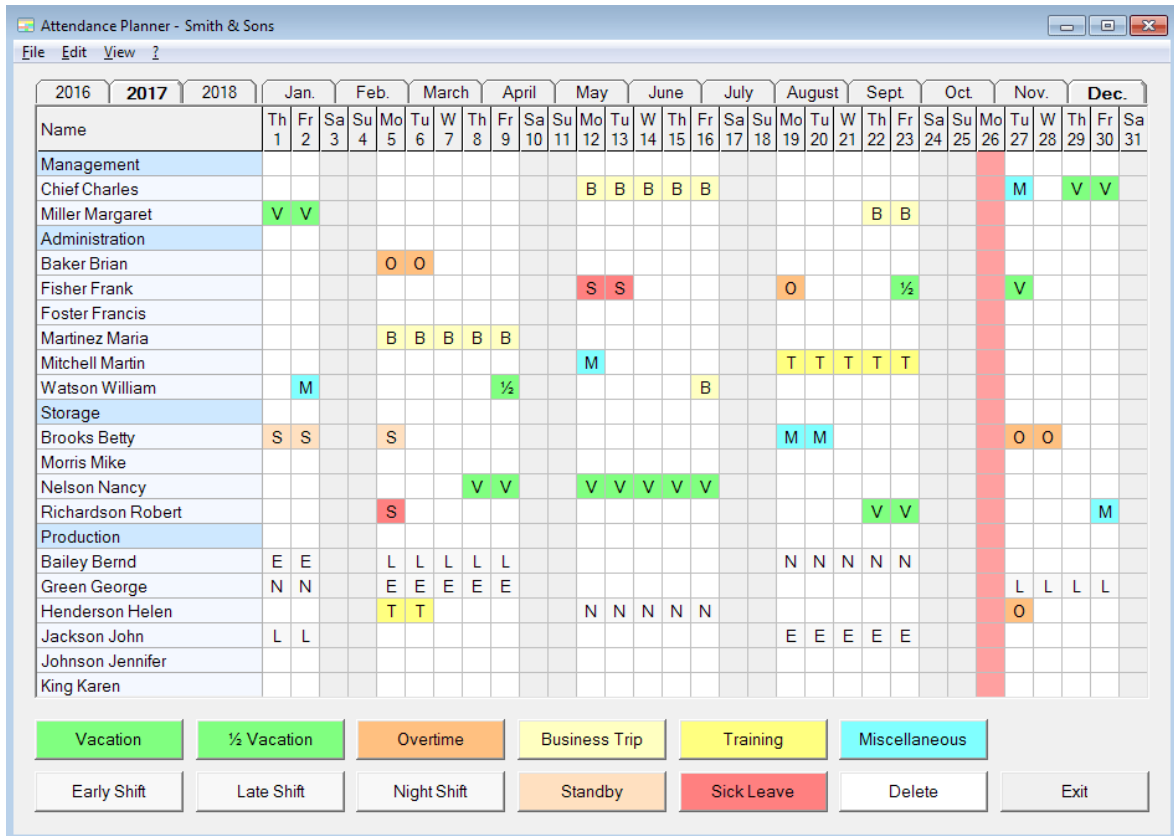 Attendance Planner - Smith & Sons
File Edit View ?
2016 2017 2018 Jan. Feb. March April May June July August Sept. Oct. Nov. Dec.
Name Th Fr Sa Su Mo Tu W Th Fr Sa Su Mo Tu W Th Fr Sa Su Mo Tu W Th Fr Sa Su Mo Tu W Th Fr Sa
1 2 3 4 5 6 7 8 9 10 11 12 13 14 15 16 17 18 19 20 21 22 23 24 25 26 27 28 29 30 31
Management
Chief Charles B B B B B M V V
Miller Margaret V V B B
Administration
Baker Brian O O
Fisher Frank S S O ½ V
Foster Francis
Martinez Maria B B B B B
Mitchell Martin M T T T T T
Watson William M ½ B
Storage
Brooks Betty S S S M M O O
Morris Mike
Nelson Nancy V V V V V V V
Richardson Robert S V V M
Production
Bailey Bernd E E L L L L L N N N N N
Green George N N E E E E E L L L L
Henderson Helen T T N N N N N O
Jackson John L L E E E E E
Johnson Jennifer
King Karen
Vacation ½ Vacation Overtime Business Trip Training Miscellaneous
Early Shift Late Shift Night Shift Standby Sick Leave Delete Exit